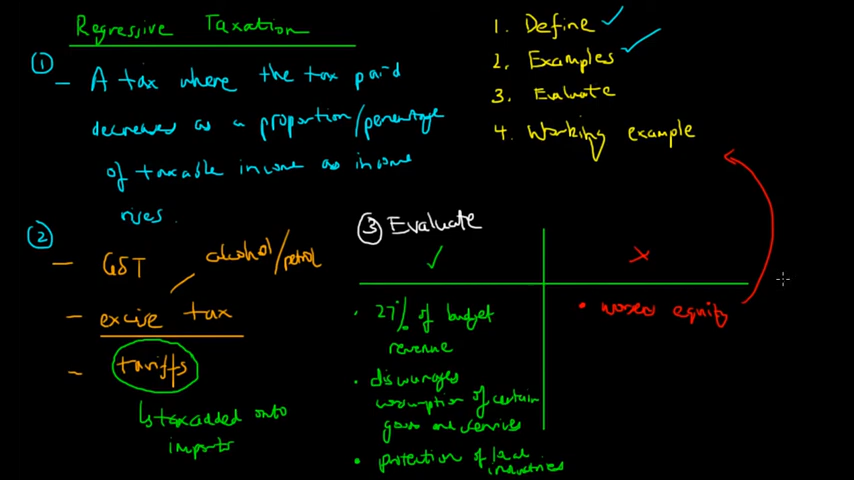 Regressive Taxation
1. Define
2. Examples
3. Evaluate
4. Working example
①
- A tax where the tax paid
decreases as a proportion/percentage
of taxable income as income
rises.
②
- GST
alcohol/petrol
- excise tax
- tariffs
↳ tax added onto
imports
③ Evaluate
✓
✗
• 27% of budget
revenue
• discourages
consumption of certain
goods and services
• protection of local
industries
• worsens equity